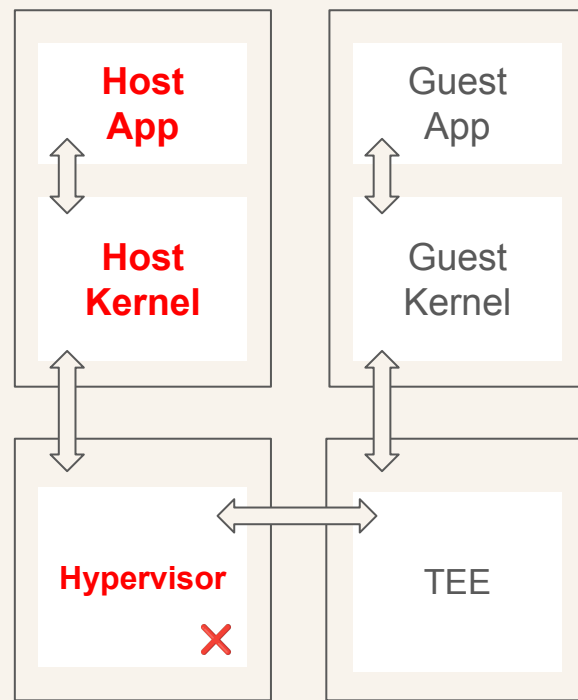 Host
App
Guest
App
Host
Kernel
Guest
Kernel
Hypervisor
TEE